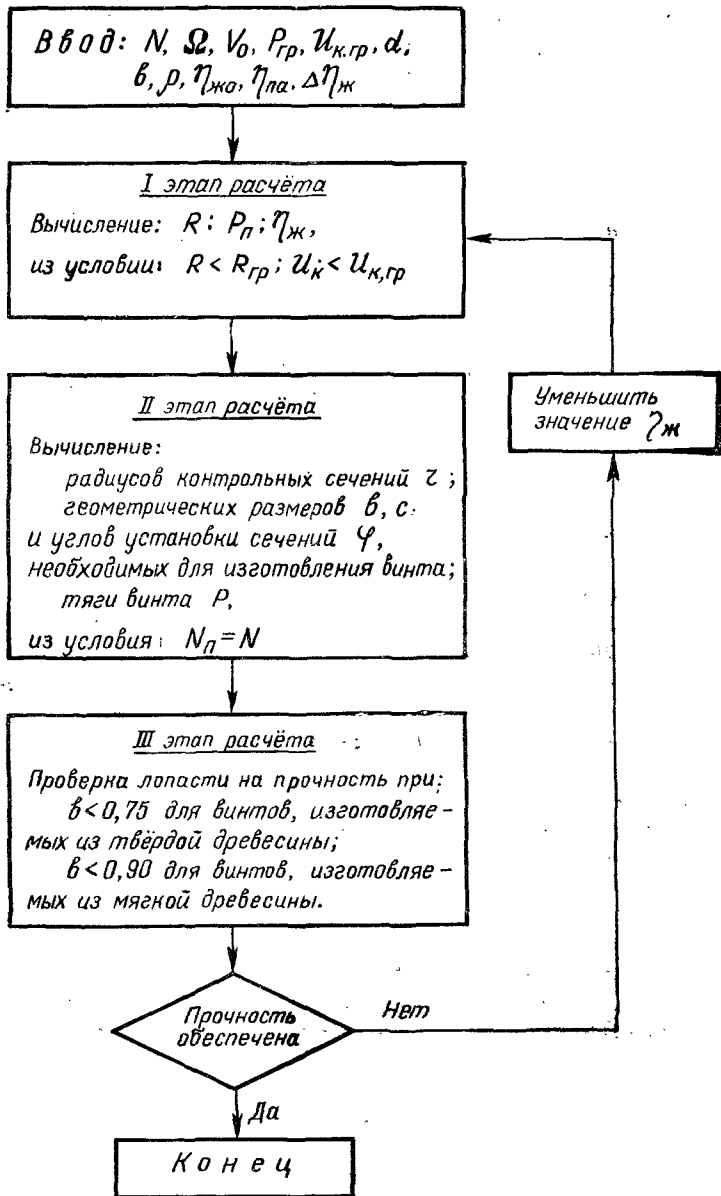 Ввод: N, Ω, V₀, Pгр, Uк.гр, d,
в, ρ, ηжо, ηпа, Δηж
I этап расчёта
Вычисление: R; Pп; ηж,
из условии: R < Rгр; Uк < Uк,гр
II этап расчёта
Вычисление:
радиусов контрольных сечений r;
геометрических размеров в, с
и углов установки сечений φ,
необходимых для изготовления винта;
тяги винта P,
из условия: Nп = N
III этап расчёта
Проверка лопасти на прочность при:
в < 0,75 для винтов, изготовляе-
мых из твёрдой древесины;
в < 0,90 для винтов, изготовляе-
мых из мягкой древесины.
Прочность
обеспечена
Нет
Да
Конец
Уменьшить
значение ηж